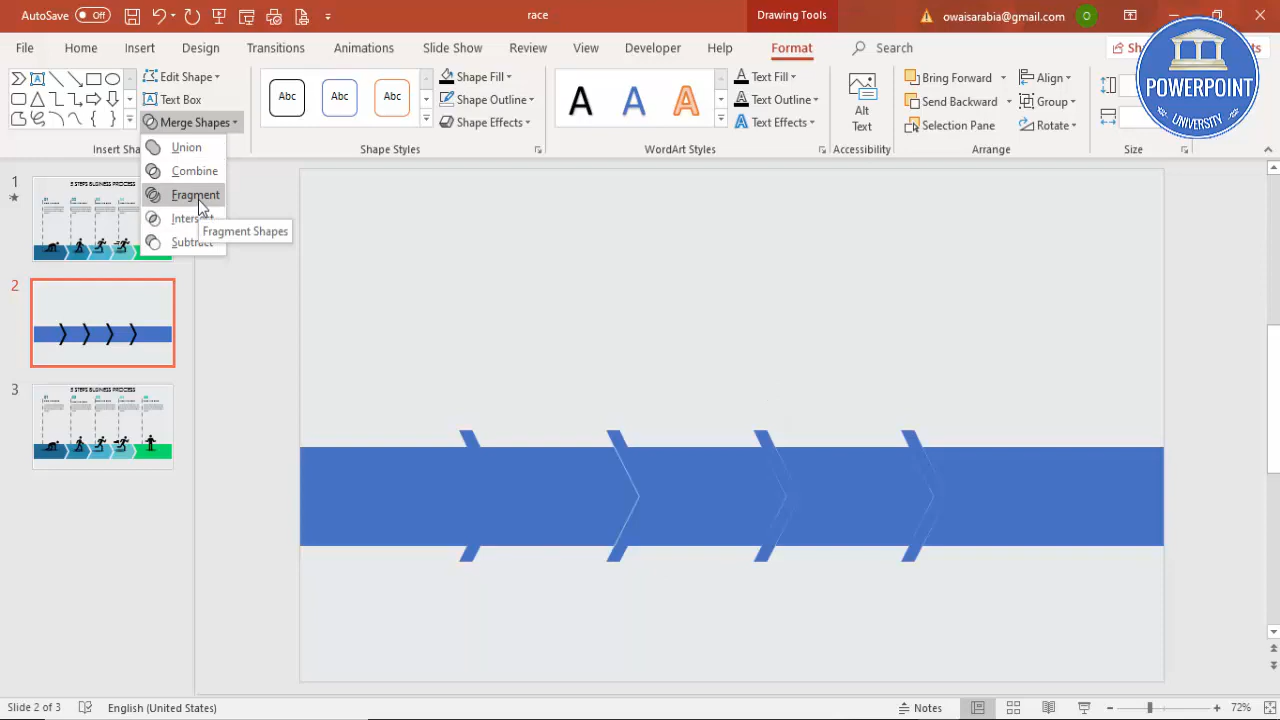 AutoSave Off race Drawing Tools owaisarabia@gmail.com O
File Home Insert Design Transitions Animations Slide Show Review View Developer Help Format Search
Edit Shape Shape Fill Text Fill Bring Forward Align
Text Box Abc Abc Abc Shape Outline A A A Text Outline Alt Text Send Backward Group
Merge Shapes Shape Effects Text Effects Selection Pane Rotate
Shape Styles WordArt Styles Accessibility Arrange Size
POWERPOINT
UNIVERSITY
Union
Combine
Fragment
Subtract
Fragment Shapes
1
2
3
3 STEPS BUSINESS PROCESS
Slide 2 of 3 English (United States) Notes 72%